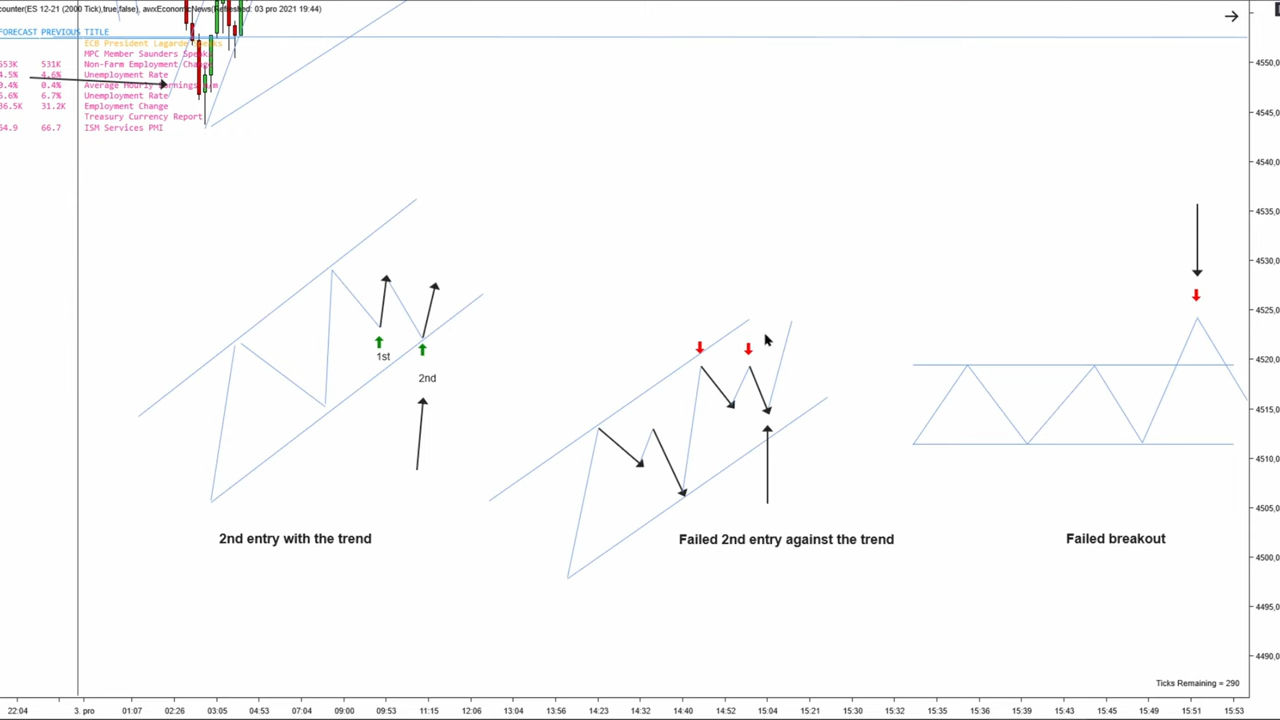 counter(ES 12-21 (2000 Tick),true,false), awxEconomicNews(Refreshed: 03 pro 2021 19:44)
FORECAST PREVIOUS TITLE
ECB President Lagarde Speaks
MPC Member Saunders Speaks
553K 531K Non-Farm Employment Change
4.5% 4.6% Unemployment Rate
0.4% 0.4% Average Hourly Earnings m/m
6.6% 6.7% Unemployment Rate
36.5K 31.2K Employment Change
Treasury Currency Report
64.9 66.7 ISM Services PMI
4550,0
4545,0
4540,0
4535,0
4530,0
4525,0
4520,0
4515,0
4510,0
4505,0
4500,0
4495,0
4490,0
1st
2nd
2nd entry with the trend
Failed 2nd entry against the trend
Failed breakout
Ticks Remaining = 290
22:04 3. pro 01:07 02:26 03:05 04:53 07:04 09:00 09:53 11:15 12:06 13:04 13:56 14:23 14:32 14:40 14:52 15:04 15:21 15:30 15:32 15:35 15:43 15:45 15:49 15:51 15:53